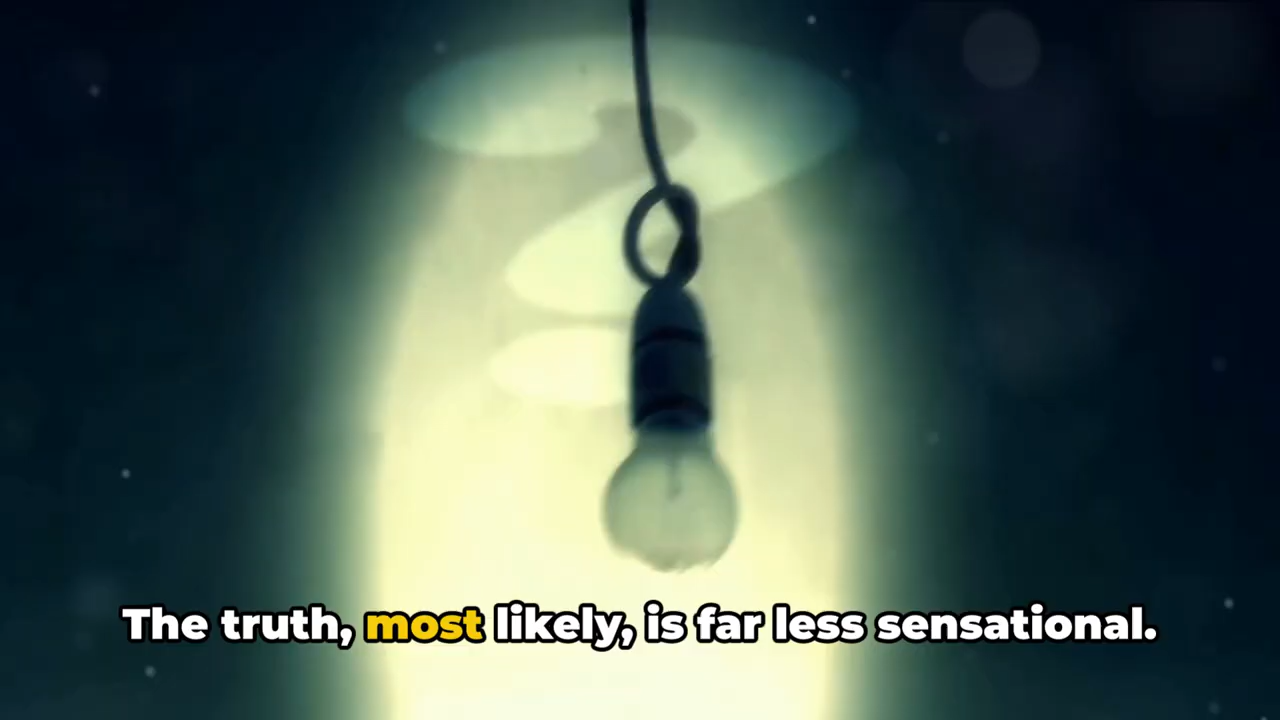 The truth, most likely, is far less sensational.